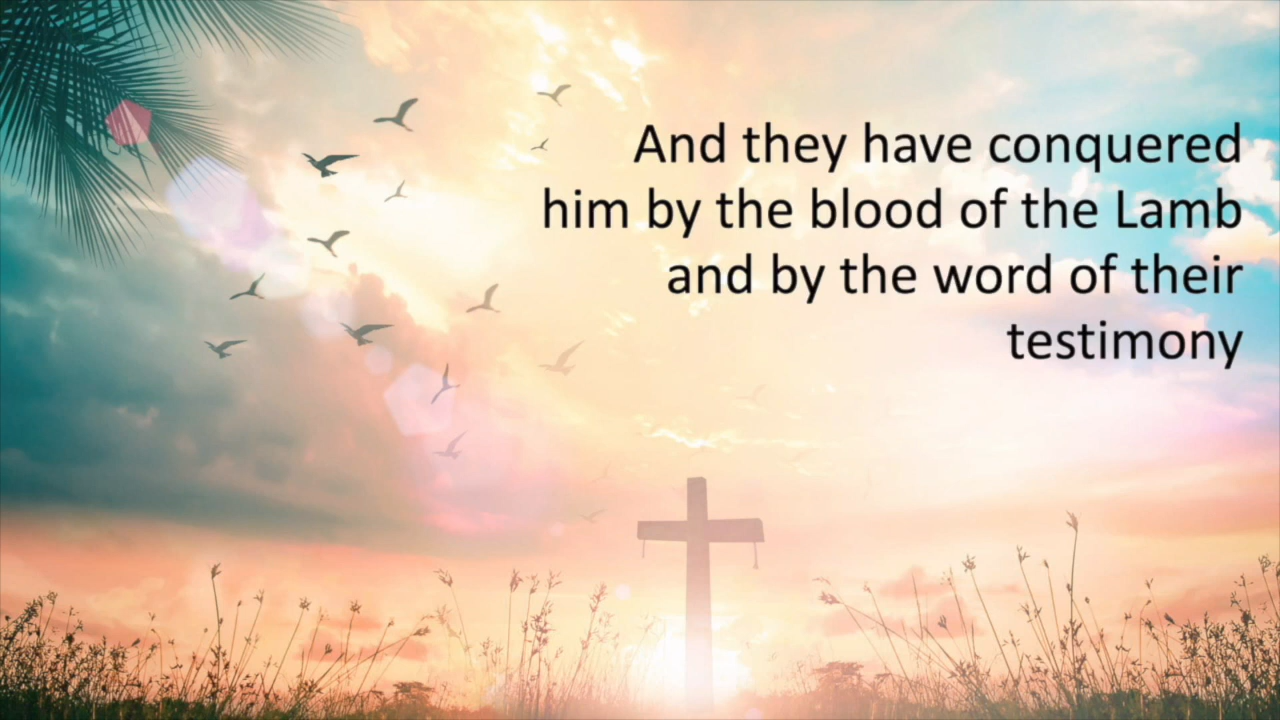 And they have conquered
him by the blood of the Lamb
and by the word of their
testimony